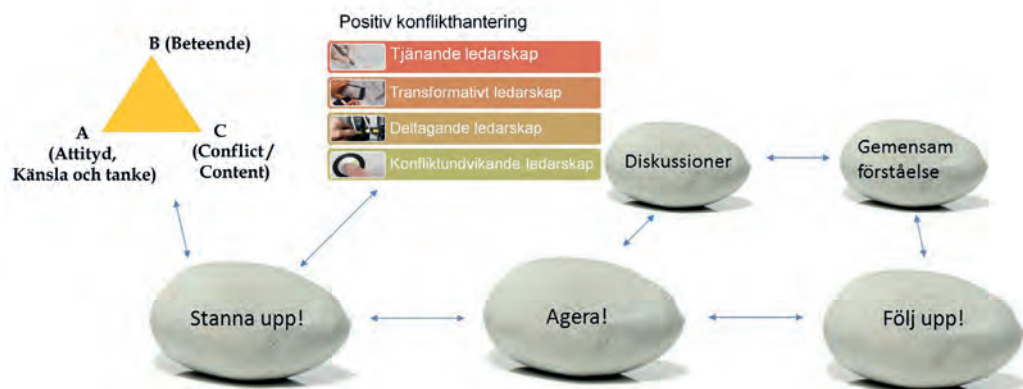 B (Beteende)
A
(Attityd,
Känsla och tanke)
C
(Conflict /
Content)
Positiv konflikthantering
Tjänande ledarskap
Transformativt ledarskap
Deltagande ledarskap
Konfliktundvikande ledarskap
Diskussioner
Gemensam
förståelse
Stanna upp!
Agera!
Följ upp!